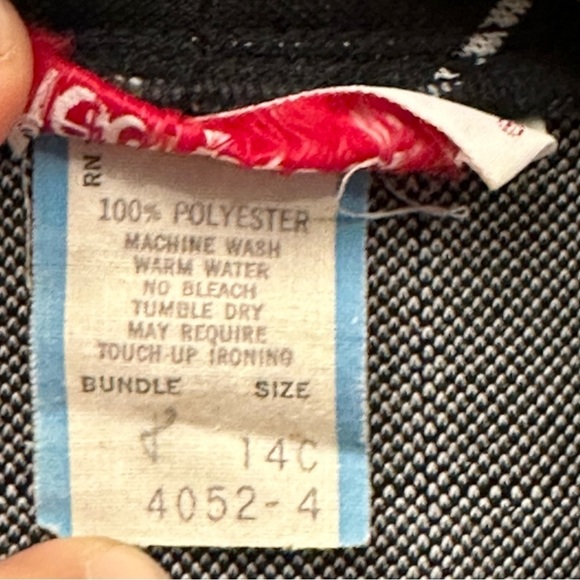 RN
100% POLYESTER
MACHINE WASH
WARM WATER
NO BLEACH
TUMBLE DRY
MAY REQUIRE
TOUCH-UP IRONING
BUNDLE SIZE
8 14C
4052-4